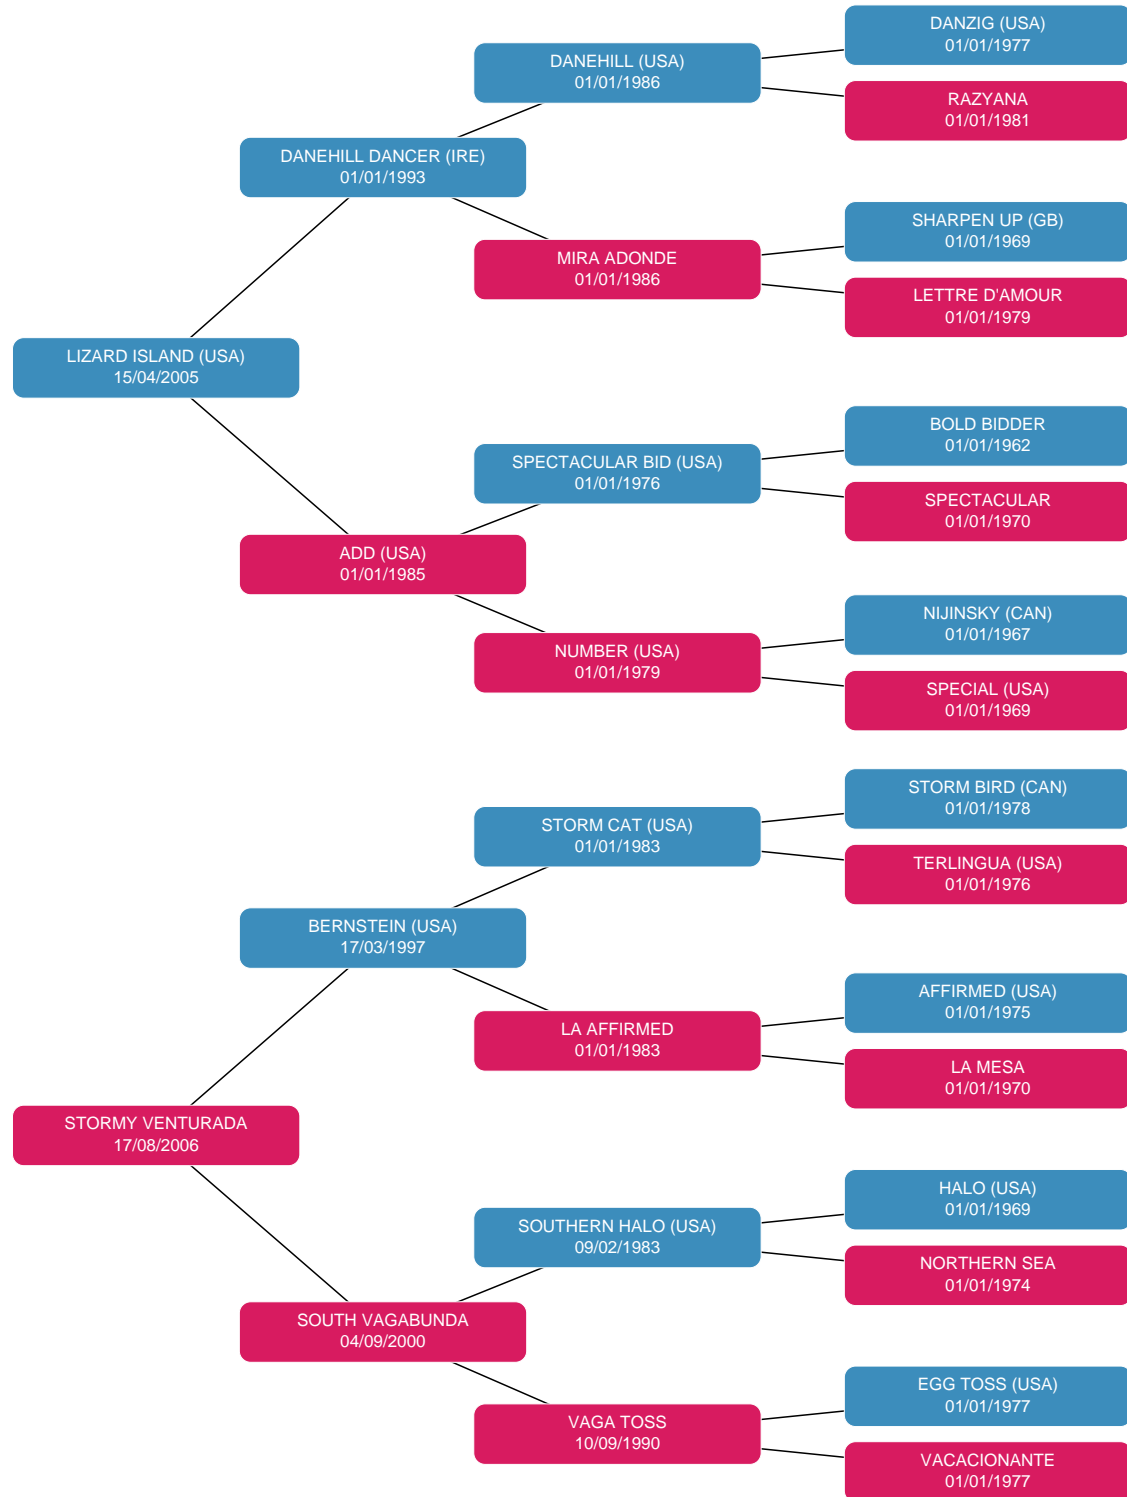 DANZIG (USA)
01/01/1977
DANEHILL (USA)
01/01/1986
RAZYANA
01/01/1981
DANEHILL DANCER (IRE)
01/01/1993
SHARPEN UP (GB)
01/01/1969
MIRA ADONDE
01/01/1986
LETTRE D'AMOUR
01/01/1979
LIZARD ISLAND (USA)
15/04/2005
BOLD BIDDER
01/01/1962
SPECTACULAR BID (USA)
01/01/1976
SPECTACULAR
01/01/1970
ADD (USA)
01/01/1985
NIJINSKY (CAN)
01/01/1967
NUMBER (USA)
01/01/1979
SPECIAL (USA)
01/01/1969
STORM BIRD (CAN)
01/01/1978
STORM CAT (USA)
01/01/1983
TERLINGUA (USA)
01/01/1976
BERNSTEIN (USA)
17/03/1997
AFFIRMED (USA)
01/01/1975
LA AFFIRMED
01/01/1983
LA MESA
01/01/1970
STORMY VENTURADA
17/08/2006
HALO (USA)
01/01/1969
SOUTHERN HALO (USA)
09/02/1983
NORTHERN SEA
01/01/1974
SOUTH VAGABUNDA
04/09/2000
EGG TOSS (USA)
01/01/1977
VAGA TOSS
10/09/1990
VACACIONANTE
01/01/1977